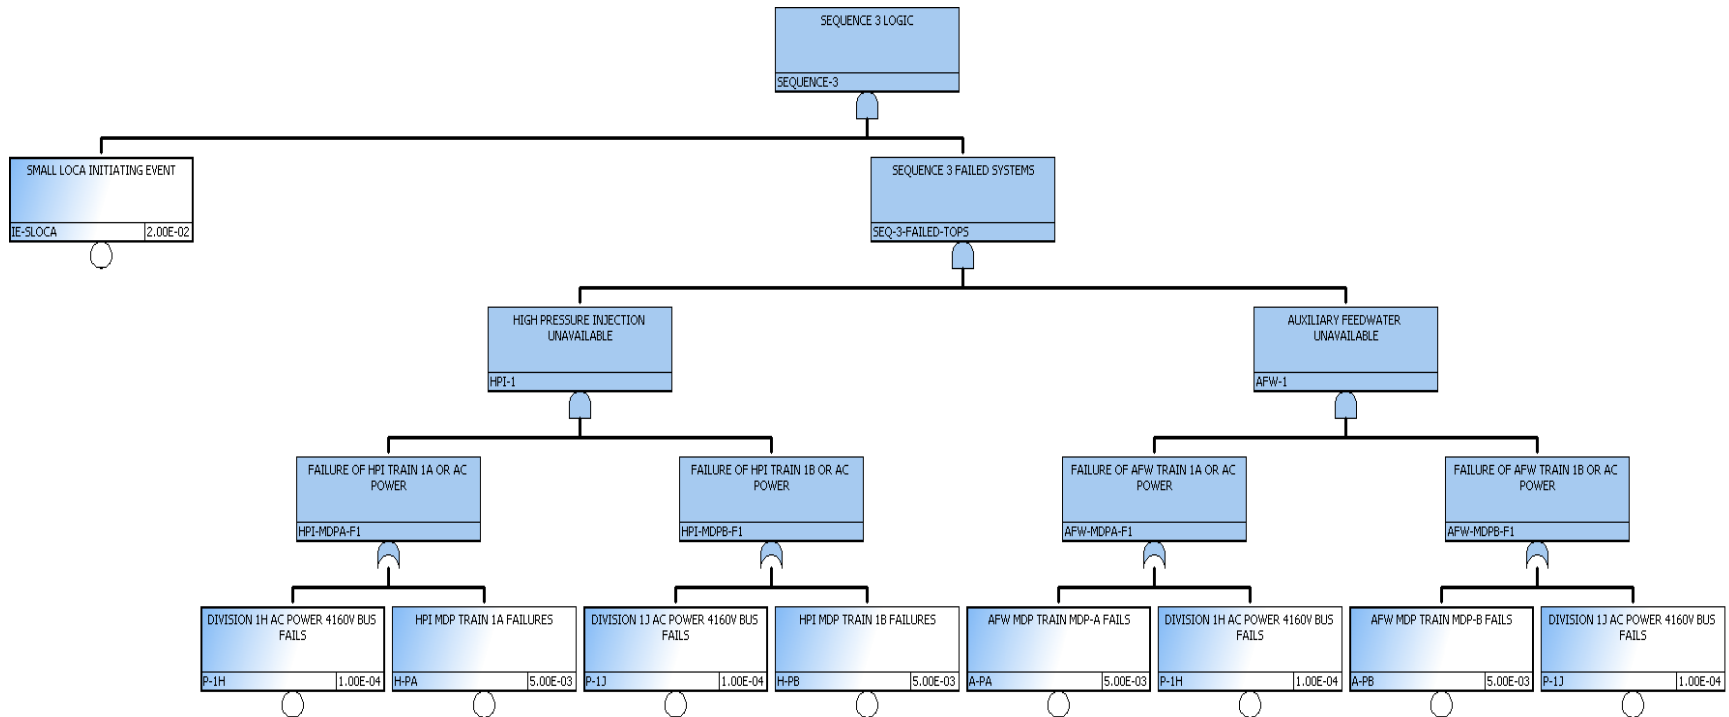 SEQUENCE 3 LOGIC
SEQUENCE-3
SMALL LOCA INITIATING EVENT
IE-SLOCA 2.00E-02
SEQUENCE 3 FAILED SYSTEMS
SEQ-3-FAILED-TOPS
HIGH PRESSURE INJECTION
UNAVAILABLE
HPI-1
AUXILIARY FEEDWATER
UNAVAILABLE
AFW-1
FAILURE OF HPI TRAIN 1A OR AC
POWER
HPI-MDPA-F1
FAILURE OF HPI TRAIN 1B OR AC
POWER
HPI-MDPB-F1
FAILURE OF AFW TRAIN 1A OR AC
POWER
AFW-MDPA-F1
FAILURE OF AFW TRAIN 1B OR AC
POWER
AFW-MDPB-F1
DIVISION 1H AC POWER 4160V BUS
FAILS
P-1H 1.00E-04
HPI MDP TRAIN 1A FAILURES
H-PA 5.00E-03
DIVISION 1J AC POWER 4160V BUS
FAILS
P-1J 1.00E-04
HPI MDP TRAIN 1B FAILURES
H-PB 5.00E-03
AFW MDP TRAIN MDP-A FAILS
A-PA 5.00E-03
DIVISION 1H AC POWER 4160V BUS
FAILS
P-1H 1.00E-04
AFW MDP TRAIN MDP-B FAILS
A-PB 5.00E-03
DIVISION 1J AC POWER 4160V BUS
FAILS
P-1J 1.00E-04